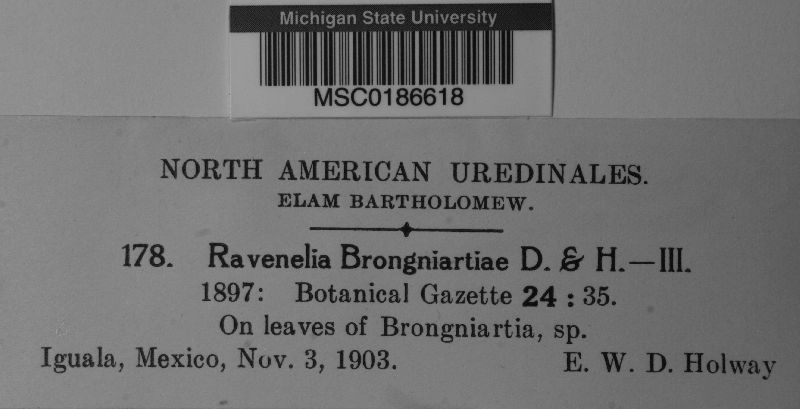 Michigan State University
MSC0186618
NORTH AMERICAN UREDINALES.
ELAM BARTHOLOMEW.
178. Ravenelia Brongniartiae D. & H.—III.
1897: Botanical Gazette 24 : 35.
On leaves of Brongniartia, sp.
Iguala, Mexico, Nov. 3, 1903. E. W. D. Holway